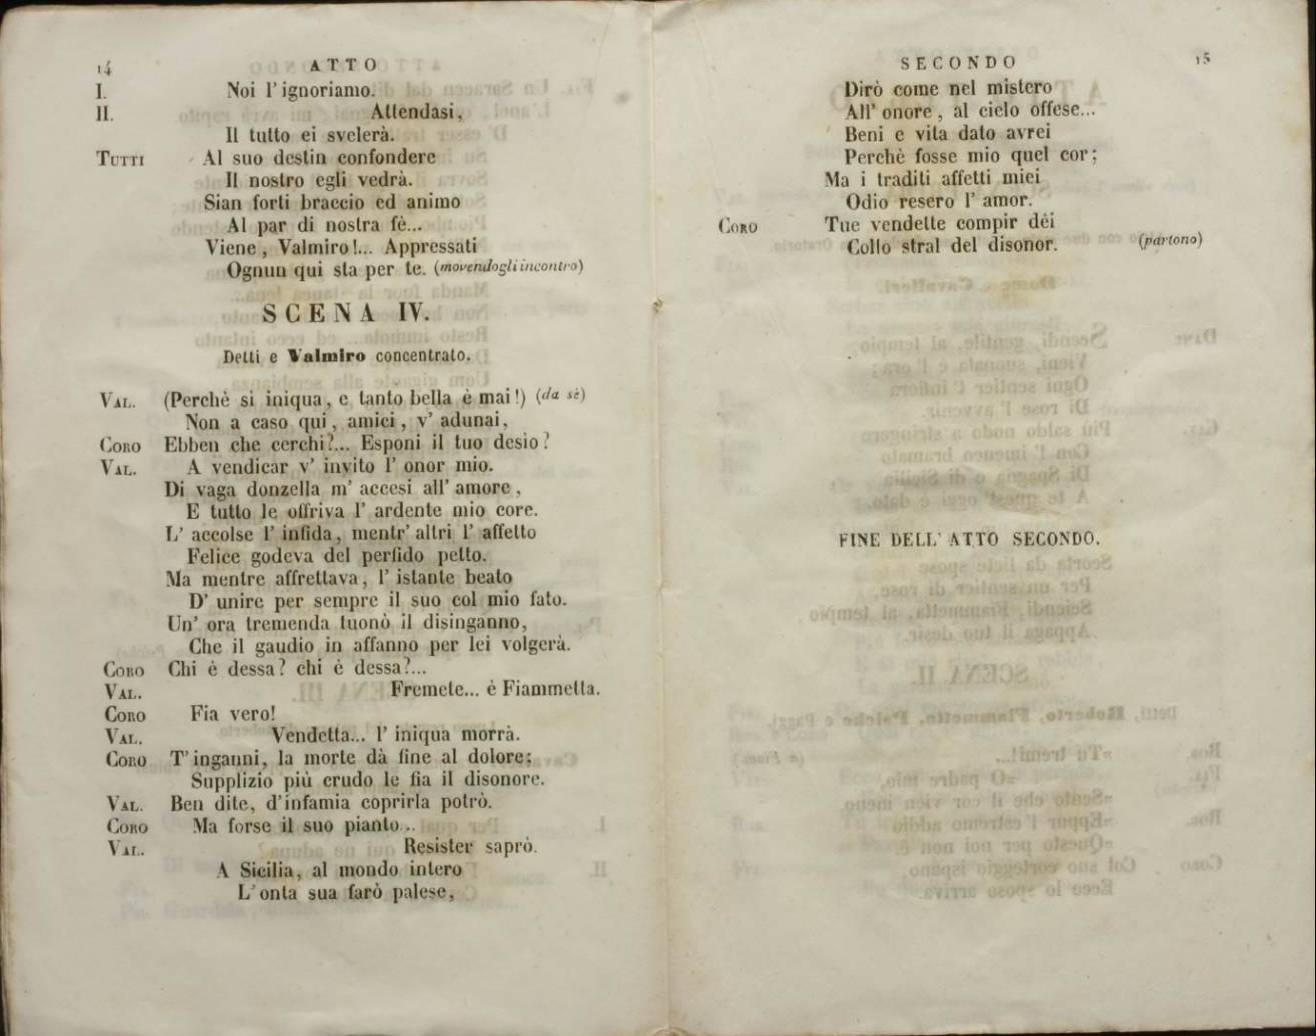 14 ATTO
I. Noi l' ignoriamo.
II. Attendasi,
Il tutto ei svelerà.
TUTTI Al suo destin confondere
Il nostro egli vedrà.
Sian forti braccio ed animo
Al par di nostra fè...
Viene, Valmiro!... Appressati
Ognun qui sta per te. (movendogli incontro)
SCENA IV.
Detti e Valmiro concentrato.
VAL. (Perchè si iniqua, e tanto bella è mai!) (da sè)
Non a caso qui, amici, v' adunai,
CORO Ebben che cerchi?... Esponi il tuo desio?
VAL. A vendicar v' invito l' onor mio.
Di vaga donzella m' accesi all' amore,
E tutto le offriva l' ardente mio core.
L' accolse l' infida, mentr' altri l' affetto
Felice godeva del perfido petto.
Ma mentre affrettava, l' istante beato
D' unire per sempre il suo col mio fato.
Un' ora tremenda tuonò il disinganno,
Che il gaudio in affanno per lei volgerà.
CORO Chi è dessa? chi è dessa?...
VAL. Fremete... è Fiammetta.
CORO Fia vero!
VAL. Vendetta... l' iniqua morrà.
CORO T' inganni, la morte dà fine al dolore;
Supplizio più crudo le fia il disonore.
VAL. Ben dite, d'infamia coprirla potrò.
CORO Ma forse il suo pianto...
VAL. Resister saprò.
A Sicilia, al mondo intero
L' onta sua farò palese,
SECONDO 15
Dirò come nel mistero
All' onore, al cielo offese...
Beni e vita dato avrei
Perchè fosse mio quel cor;
Ma i traditi affetti miei
Odio resero l' amor.
CORO Tue vendette compir dèi
Collo stral del disonor. (partono)
FINE DELL' ATTO SECONDO.